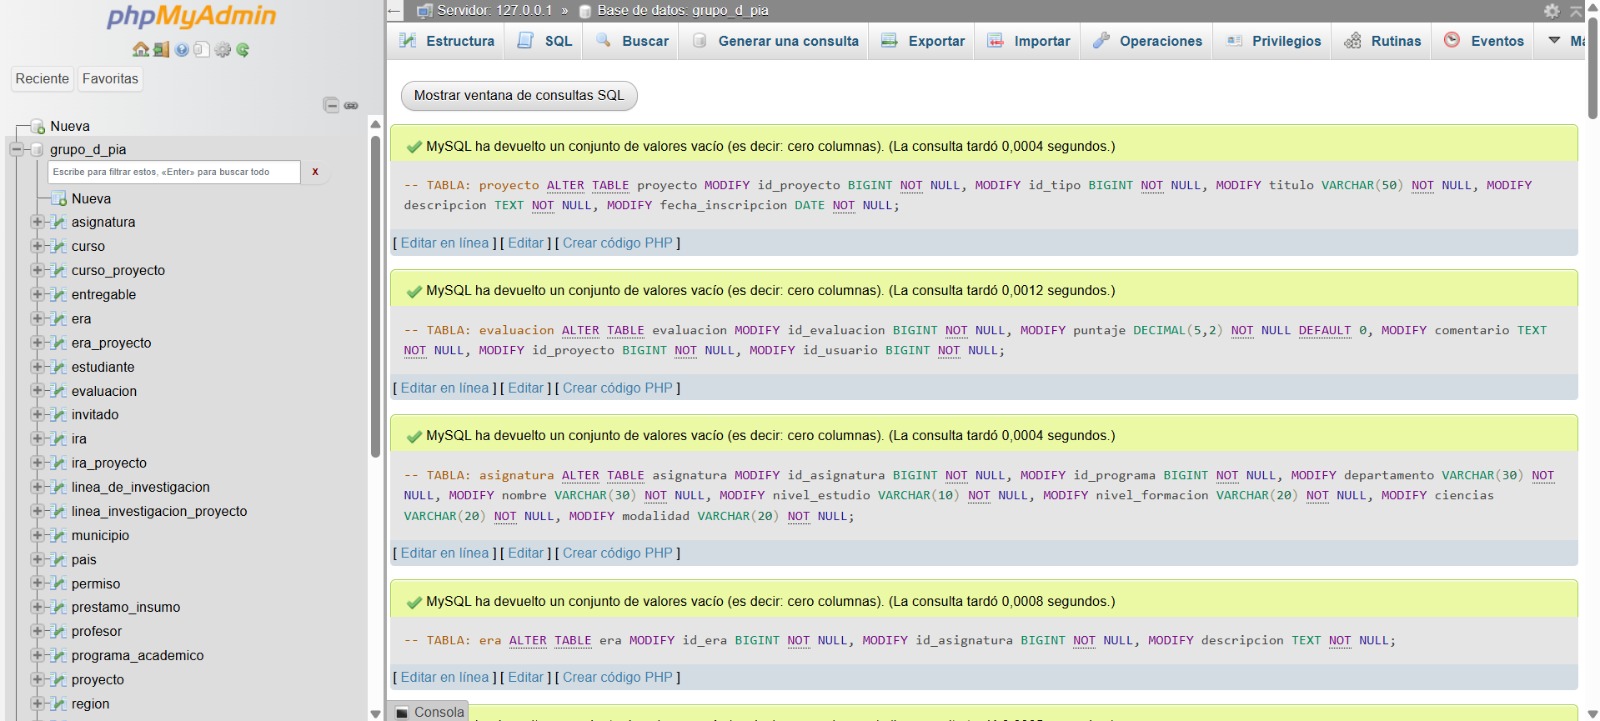 phpMyAdmin
Reciente Favoritas
Nueva
grupo_d_pia
Escribe para filtrar estos, «Enter» para buscar todo X
Nueva
asignatura
curso
curso_proyecto
entregable
era
era_proyecto
estudiante
evaluacion
invitado
ira
ira_proyecto
linea_de_investigacion
linea_investigacion_proyecto
municipio
pais
permiso
prestamo_insumo
profesor
programa_academico
proyecto
region
Servidor: 127.0.0.1 » Base de datos: grupo_d_pia
Estructura SQL Buscar Generar una consulta Exportar Importar Operaciones Privilegios Rutinas Eventos
Mostrar ventana de consultas SQL
MySQL ha devuelto un conjunto de valores vacío (es decir: cero columnas). (La consulta tardó 0,0004 segundos.)
-- TABLA: proyecto ALTER TABLE proyecto MODIFY id_proyecto BIGINT NOT NULL, MODIFY id_tipo BIGINT NOT NULL, MODIFY titulo VARCHAR(50) NOT NULL, MODIFY
descripcion TEXT NOT NULL, MODIFY fecha_inscripcion DATE NOT NULL;
[ Editar en línea ] [ Editar ] [ Crear código PHP ]
MySQL ha devuelto un conjunto de valores vacío (es decir: cero columnas). (La consulta tardó 0,0012 segundos.)
-- TABLA: evaluacion ALTER TABLE evaluacion MODIFY id_evaluacion BIGINT NOT NULL, MODIFY puntaje DECIMAL(5,2) NOT NULL DEFAULT 0, MODIFY comentario TEXT
NOT NULL, MODIFY id_proyecto BIGINT NOT NULL, MODIFY id_usuario BIGINT NOT NULL;
[ Editar en línea ] [ Editar ] [ Crear código PHP ]
MySQL ha devuelto un conjunto de valores vacío (es decir: cero columnas). (La consulta tardó 0,0004 segundos.)
-- TABLA: asignatura ALTER TABLE asignatura MODIFY id_asignatura BIGINT NOT NULL, MODIFY id_programa BIGINT NOT NULL, MODIFY departamento VARCHAR(30) NOT
NULL, MODIFY nombre VARCHAR(30) NOT NULL, MODIFY nivel_estudio VARCHAR(10) NOT NULL, MODIFY nivel_formacion VARCHAR(20) NOT NULL, MODIFY ciencias
VARCHAR(20) NOT NULL, MODIFY modalidad VARCHAR(20) NOT NULL;
[ Editar en línea ] [ Editar ] [ Crear código PHP ]
MySQL ha devuelto un conjunto de valores vacío (es decir: cero columnas). (La consulta tardó 0,0008 segundos.)
-- TABLA: era ALTER TABLE era MODIFY id_era BIGINT NOT NULL, MODIFY id_asignatura BIGINT NOT NULL, MODIFY descripcion TEXT NOT NULL;
[ Editar en línea ] [ Editar ] [ Crear código PHP ]
Consola